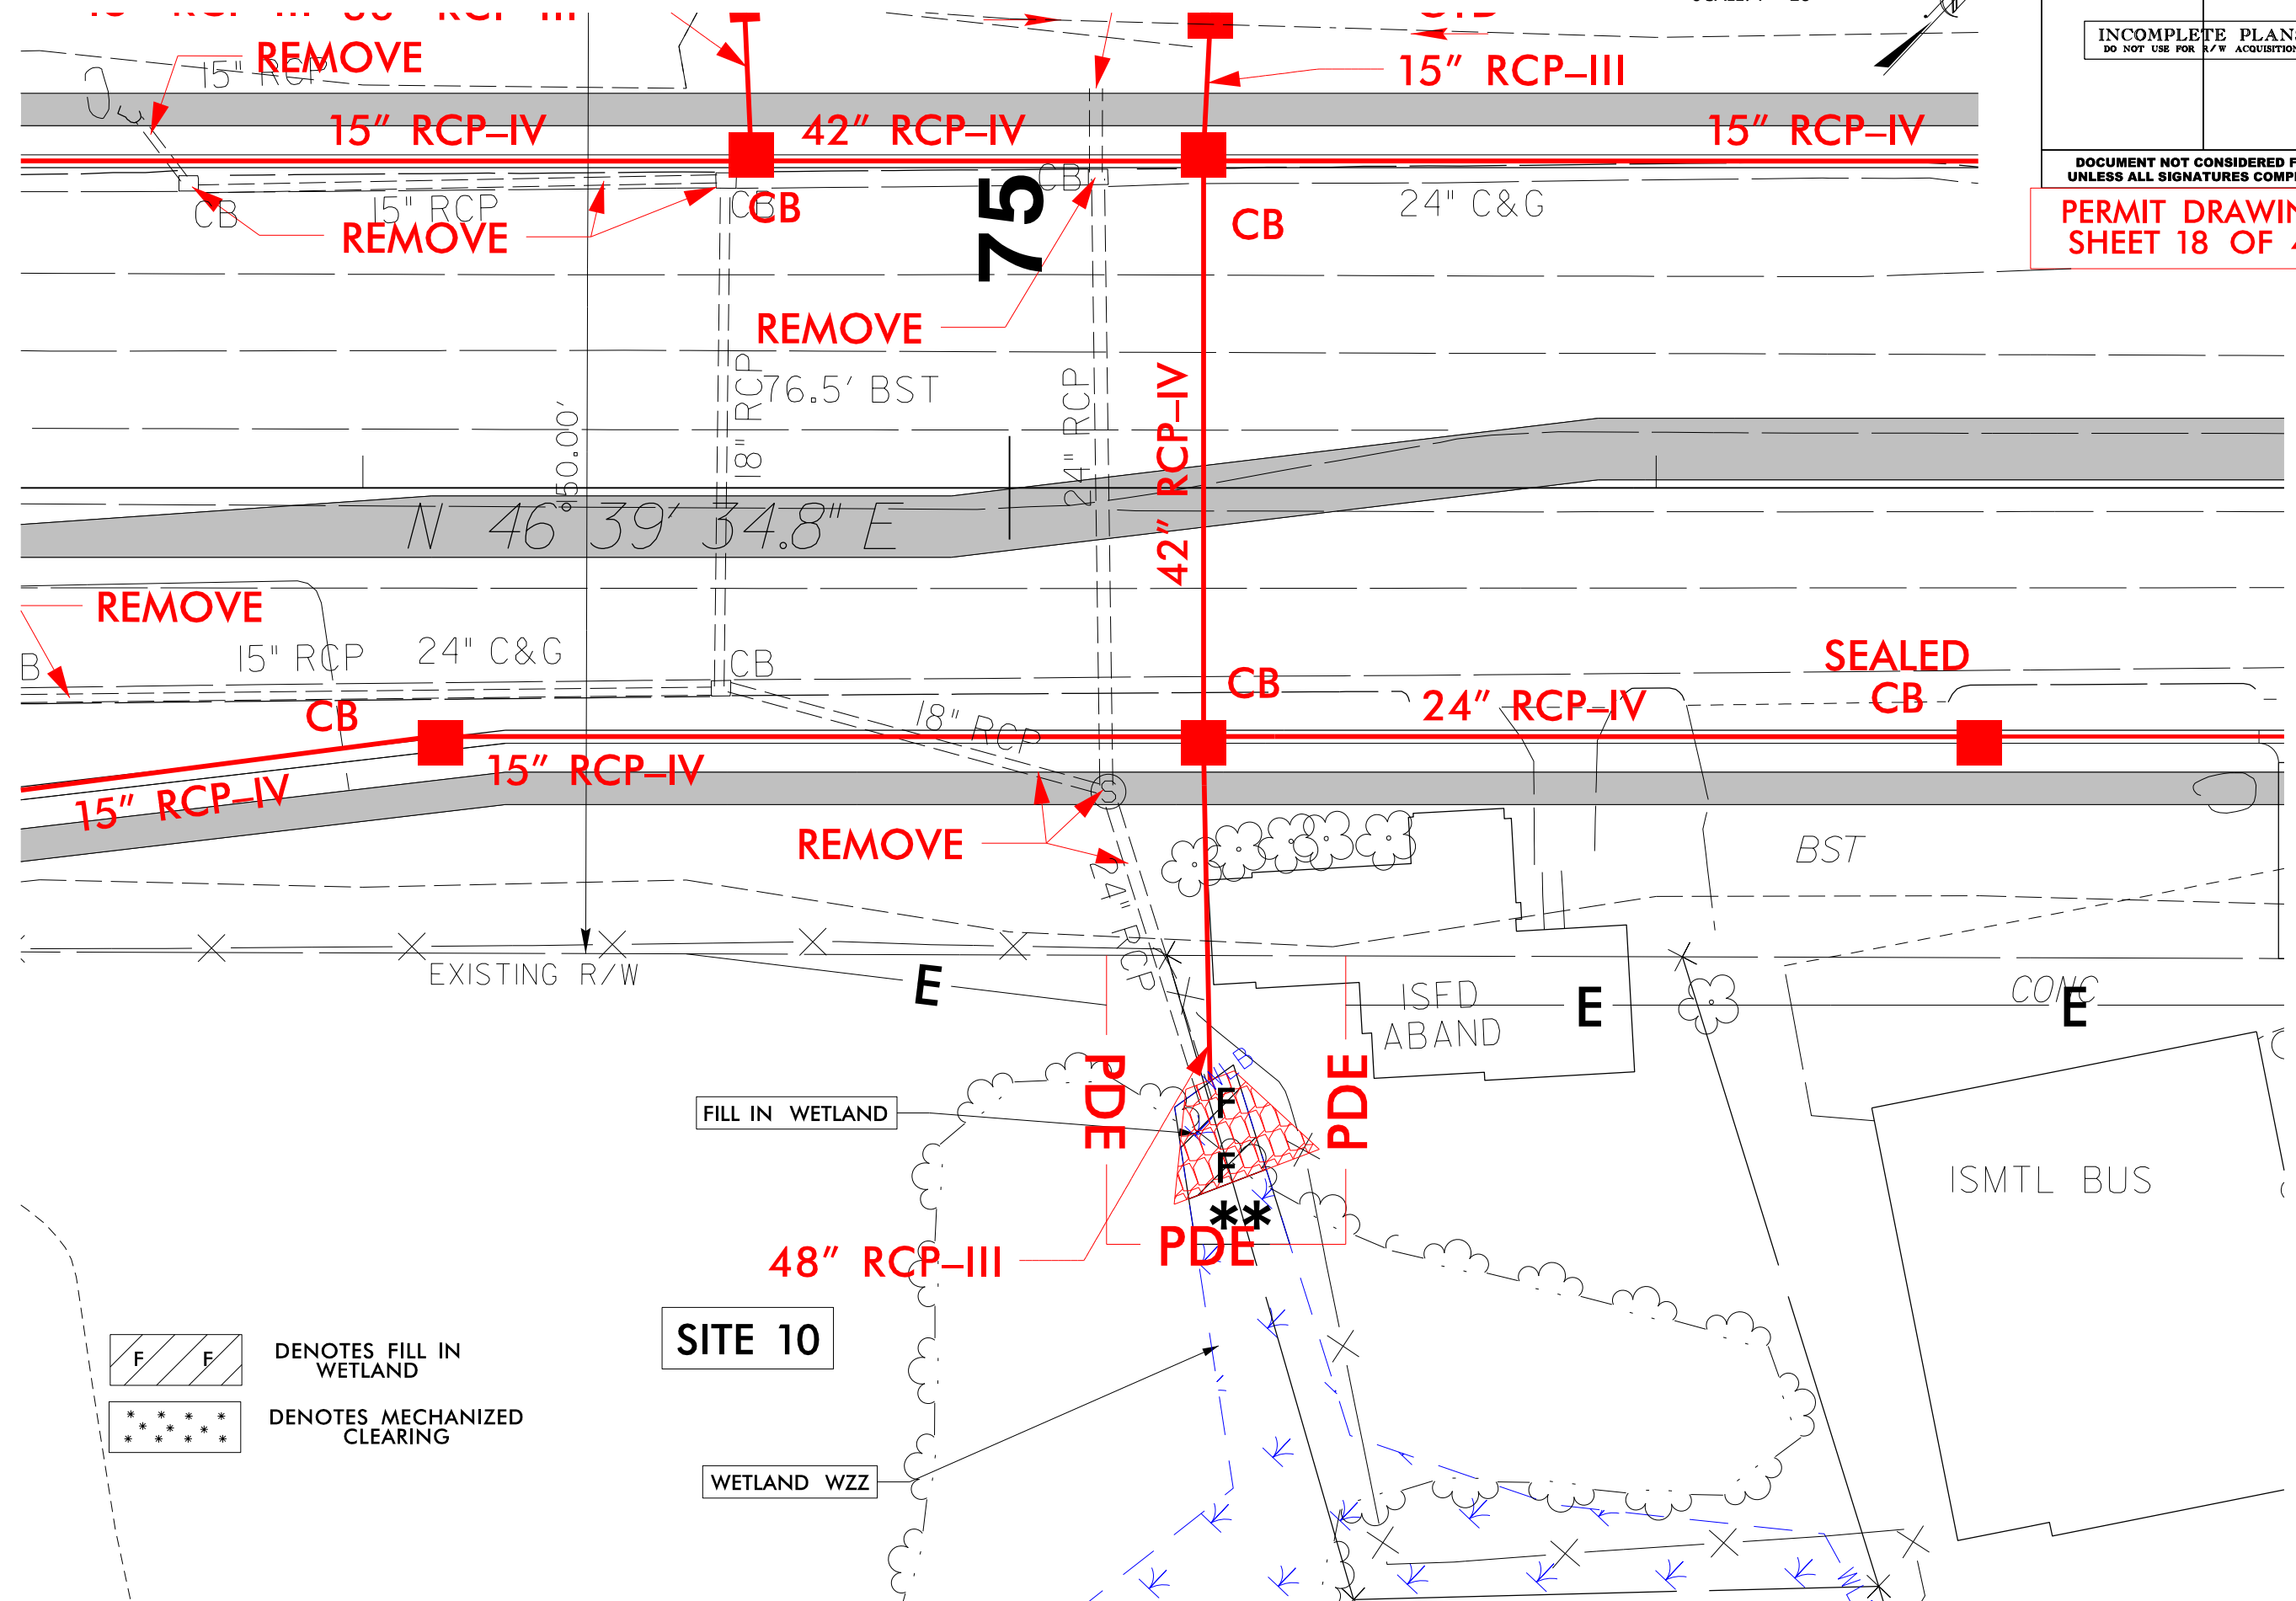 INCOMPLETE PLANS
DO NOT USE FOR R/W ACQUISITION
REMOVE
15" RCP
15" RCP–III
15" RCP–IV
42" RCP–IV
15" RCP–IV
DOCUMENT NOT CONSIDERED
UNLESS ALL SIGNATURES
PERMIT
SHEET 18 OF
CB
15" RCP
CB
CB
CB
75
CB
24" C&G
REMOVE
REMOVE
76.5' BST
18" RCP
24" RCP
42" RCP–IV
150.00'
N 46° 39' 34.8" E
REMOVE
15" RCP
24" C&G
CB
CB
SEALED
CB
CB
18" RCP
24" RCP–IV
15" RCP–IV
15" RCP–IV
S
REMOVE
24" RCP
BST
EXISTING R/W
E
ISFD
ABAND
E
CONC
E
PDE
PDE
WLB
FILL IN WETLAND
F
F
**
PDE
48" RCP–III
ISMTL BUS
SITE 10
F F
DENOTES FILL IN
WETLAND
DENOTES MECHANIZED
CLEARING
WETLAND WZZ